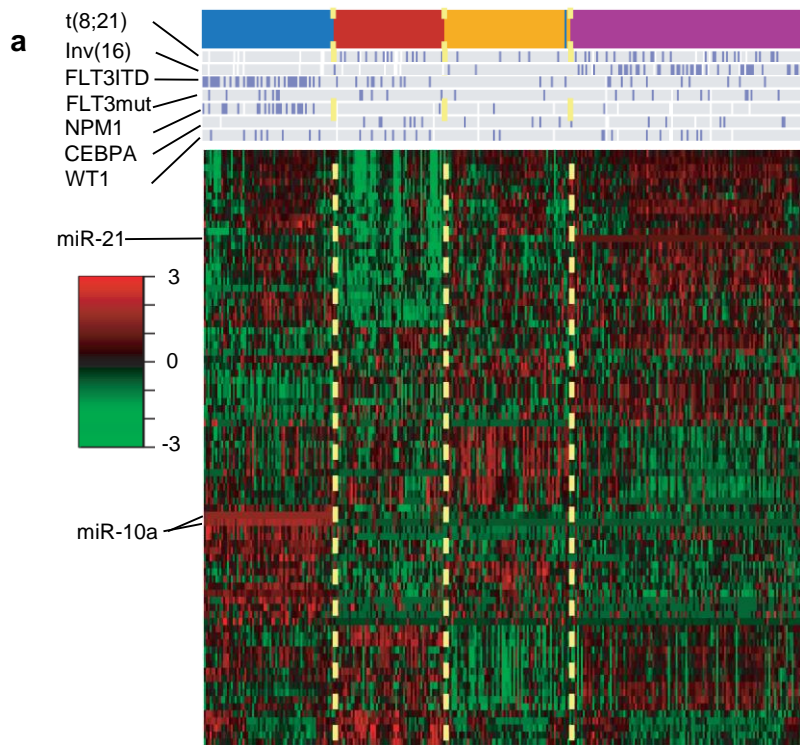 a
t(8;21)
Inv(16)
FLT3ITD
FLT3mut
NPM1
CEBPA
WT1
miR-21
3
0
-3
miR-10a